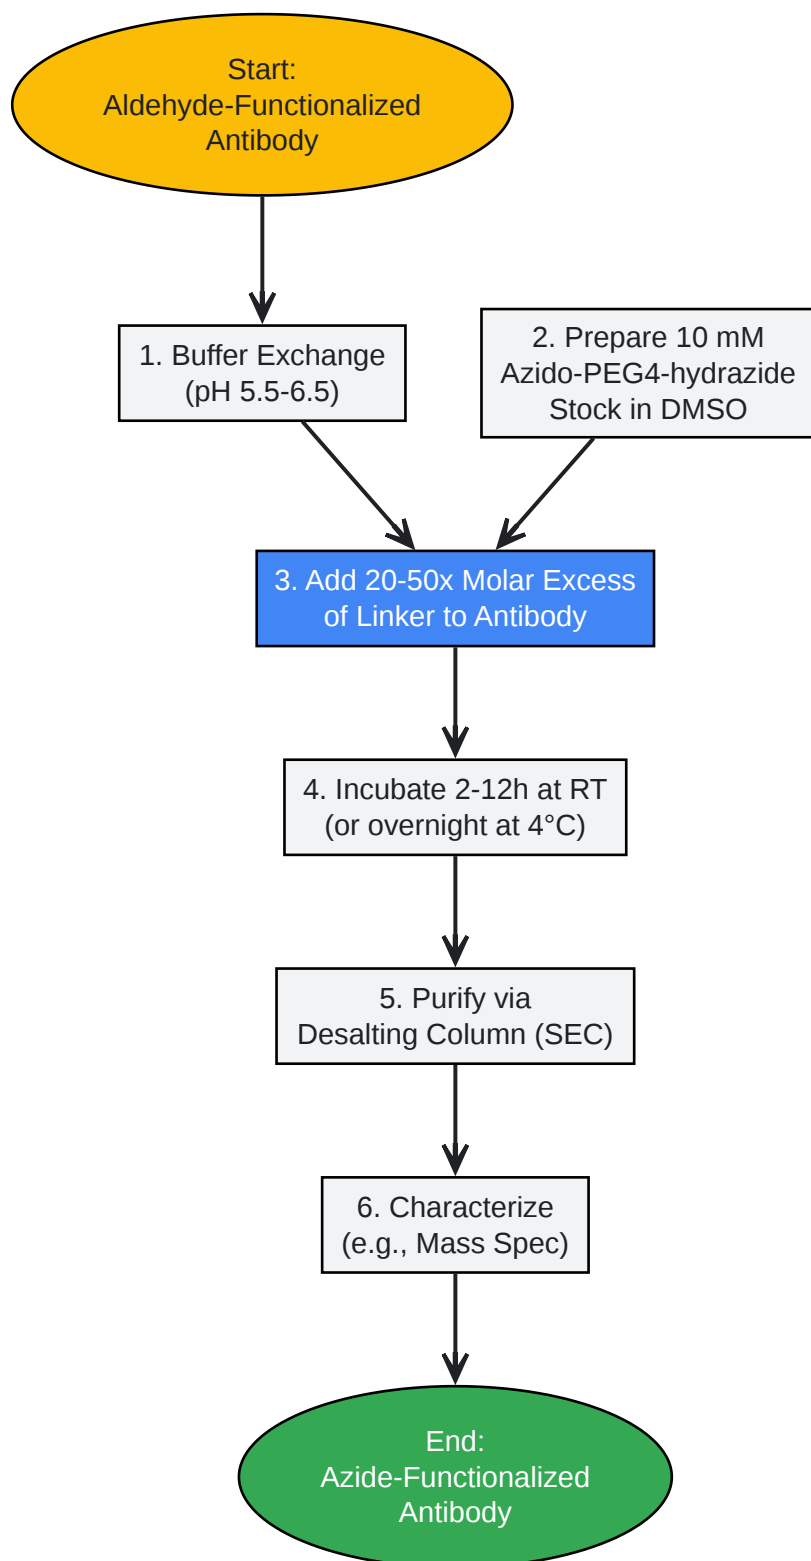 Start:
Aldehyde-Functionalized
Antibody
1. Buffer Exchange
(pH 5.5-6.5)
2. Prepare 10 mM
Azido-PEG4-hydrazide
Stock in DMSO
3. Add 20-50x Molar Excess
of Linker to Antibody
4. Incubate 2-12h at RT
(or overnight at 4°C)
5. Purify via
Desalting Column (SEC)
6. Characterize
(e.g., Mass Spec)
End:
Azide-Functionalized
Antibody